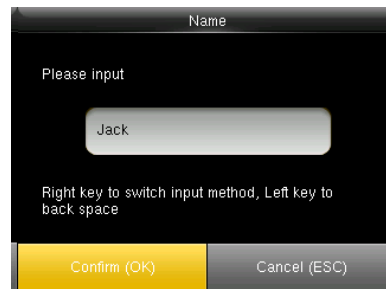 Name
Please input
Jack
Right key to switch input method, Left key to
back space
Confirm (OK)
Cancel (ESC)